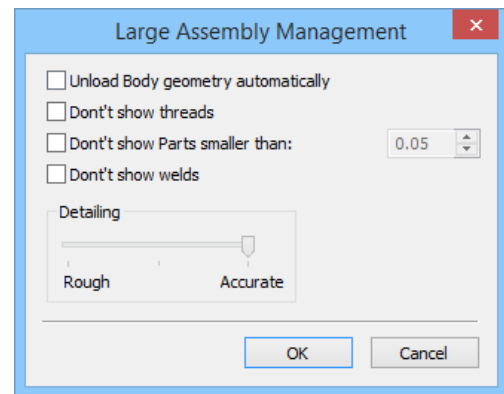 Large Assembly Management
Unload Body geometry automatically
Dont't show threads
Dont't show Parts smaller than: 0.05
Dont't show welds
Detailing
Rough Accurate
OK Cancel